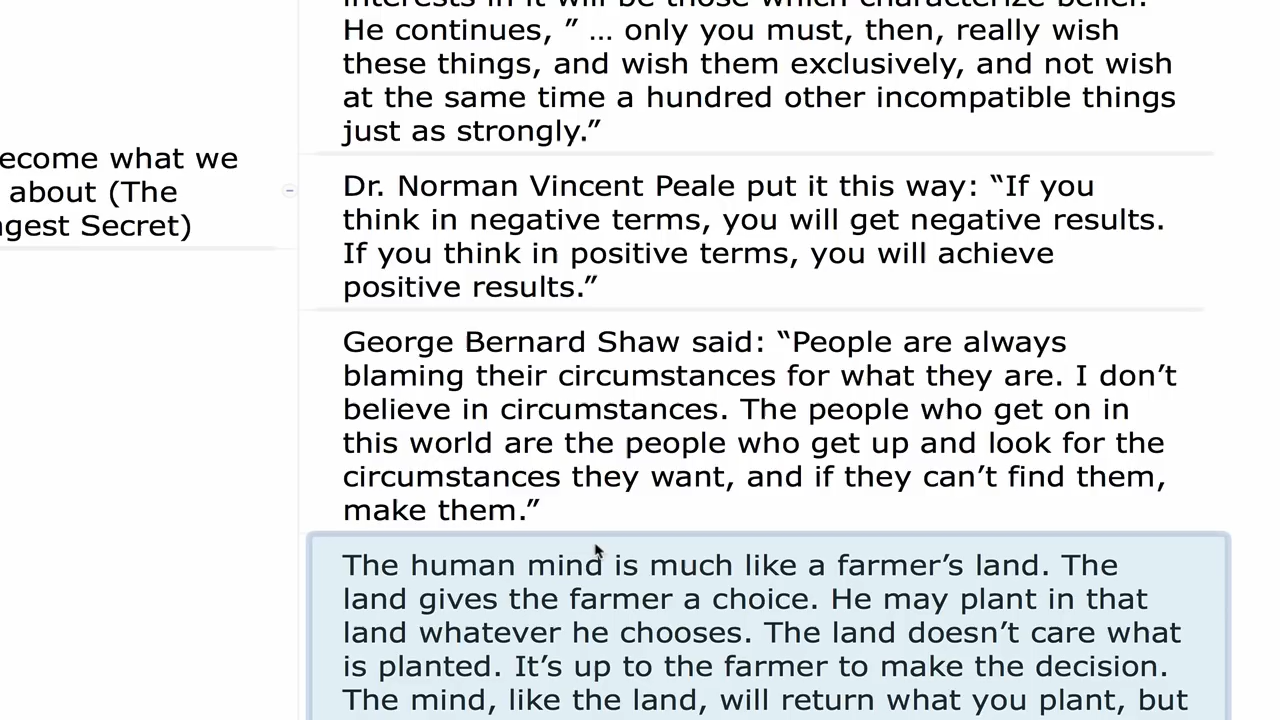 He continues, ” … only you must, then, really wish
these things, and wish them exclusively, and not wish
at the same time a hundred other incompatible things
just as strongly.”
ecome what we
about (The
gest Secret)
Dr. Norman Vincent Peale put it this way: “If you
think in negative terms, you will get negative results.
If you think in positive terms, you will achieve
positive results.”
George Bernard Shaw said: “People are always
blaming their circumstances for what they are. I don’t
believe in circumstances. The people who get on in
this world are the people who get up and look for the
circumstances they want, and if they can’t find them,
make them.”
The human mind is much like a farmer’s land. The
land gives the farmer a choice. He may plant in that
land whatever he chooses. The land doesn’t care what
is planted. It’s up to the farmer to make the decision.
The mind, like the land, will return what you plant, but